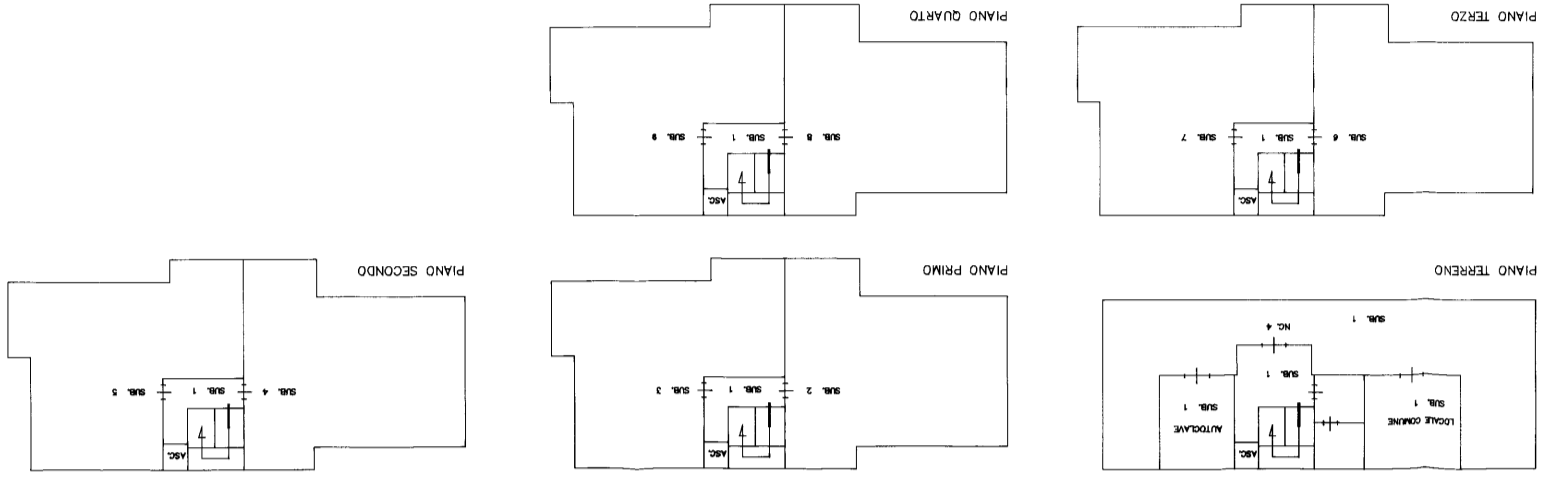 ASC.
LOCALE COMUNE
SUB. 1
AUTOCLAVE
SUB. 1
SUB. 1
NC. 4
SUB. 1
PIANO TERRENO
ASC.
SUB. 2
SUB. 1
SUB. 3
PIANO PRIMO
ASC.
SUB. 4
SUB. 1
SUB. 5
PIANO SECONDO
ASC.
SUB. 6
SUB. 1
SUB. 7
PIANO TERZO
ASC.
SUB. 8
SUB. 1
SUB. 9
PIANO QUARTO